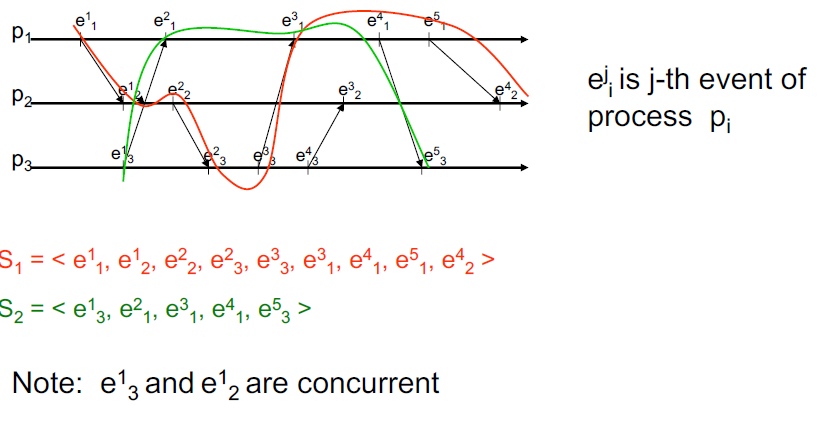 e¹₁ e²₁ e³₁ e⁴₁ e⁵₁
p₁
e¹₂ e²₂ e³₂ e⁴₂
p₂
e¹₃ e²₃ e³₃ e⁴₃ e⁵₃
p₃
eʲᵢ is j-th event of
process pᵢ
S₁ = < e¹₁, e¹₂, e²₂, e²₃, e³₃, e³₁, e⁴₁, e⁵₁, e⁴₂ >
S₂ = < e¹₃, e²₁, e³₁, e⁴₁, e⁵₃ >
Note: e¹₃ and e¹₂ are concurrent